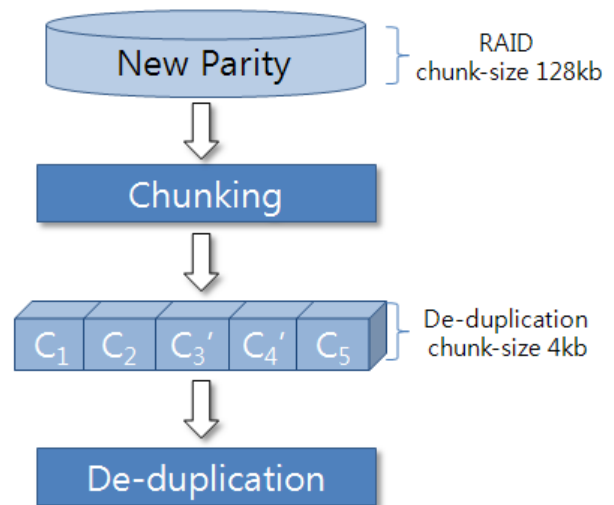 New Parity
RAID
chunk-size 128kb
Chunking
C₁ C₂ C₃′ C₄′ C₅
De-duplication
chunk-size 4kb
De-duplication